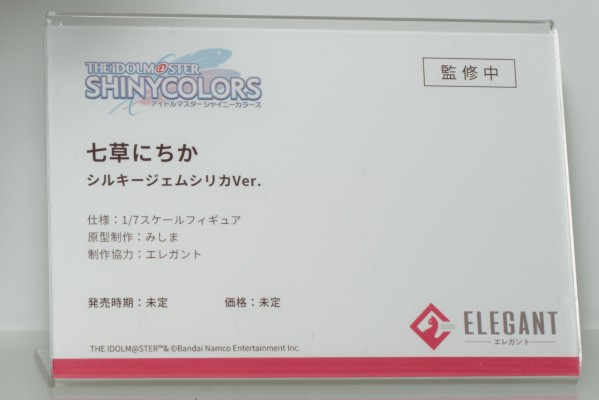 THE iDOLM@STER
SHINYCOLORS
アイドルマスター シャイニーカラーズ
監修中
七草にちか
シルキージェムシリカVer.
仕様：1/7スケールフィギュア
原型制作：みしま
制作協力：エレガント
発売時期：未定 価格：未定
ELEGANT
エレガント
THE IDOLM@STER™& ©Bandai Namco Entertainment Inc.